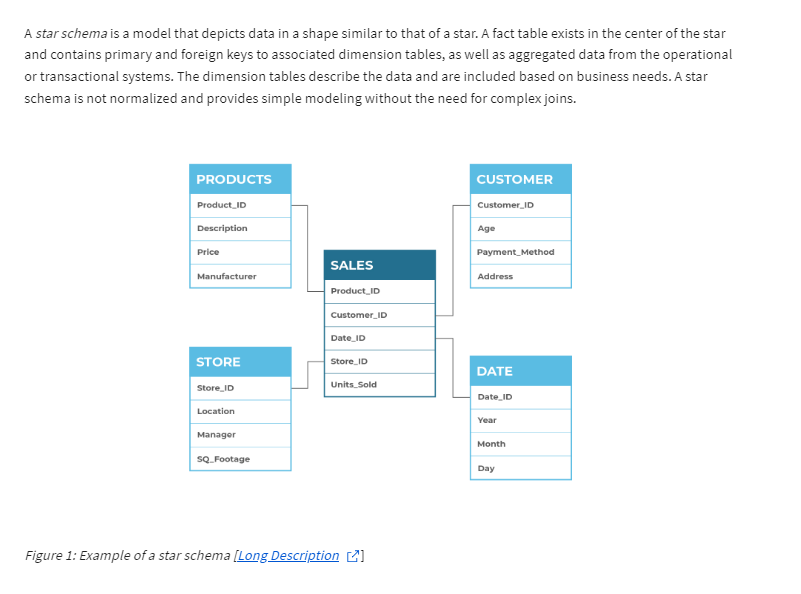 A star schema is a model that depicts data in a shape similar to that of a star. A fact table exists in the center of the star
and contains primary and foreign keys to associated dimension tables, as well as aggregated data from the operational
or transactional systems. The dimension tables describe the data and are included based on business needs. A star
schema is not normalized and provides simple modeling without the need for complex joins.
PRODUCTS
Product_ID
Description
Price
Manufacturer
CUSTOMER
Customer_ID
Age
Payment_Method
Address
SALES
Product_ID
Customer_ID
Date_ID
Store_ID
Units_Sold
STORE
Store_ID
Location
Manager
SQ_Footage
DATE
Date_ID
Year
Month
Day
Figure 1: Example of a star schema [Long Description ]